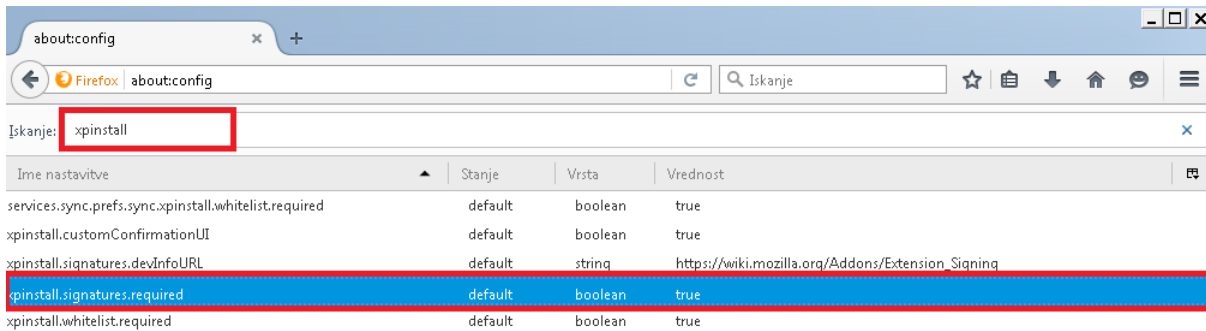 about:config
Firefox about:config Iskanje
Iskanje: xpinstall
Ime nastavitve Stanje Vrsta Vrednost
services.sync.prefs.sync.xpinstall.whitelist.required default boolean true
xpinstall.customConfirmationUI default boolean true
xpinstall.signatures.devInfoURL default string https://wiki.mozilla.org/Addons/Extension_Signing
xpinstall.signatures.required default boolean true
xpinstall.whitelist.required default boolean true